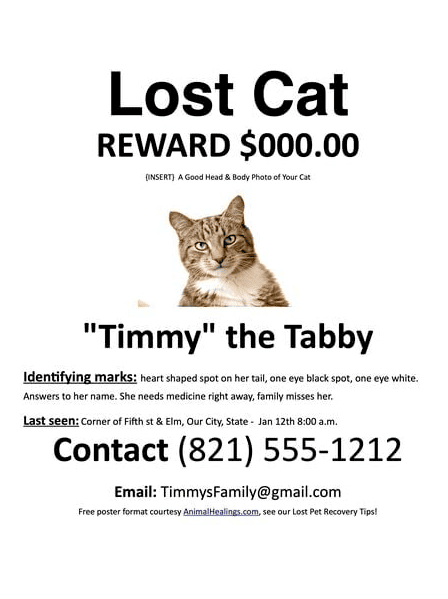 Lost Cat
REWARD $000.00
{INSERT} A Good Head & Body Photo of Your Cat
"Timmy" the Tabby
Identifying marks: heart shaped spot on her tail, one eye black spot, one eye white.
Answers to her name. She needs medicine right away, family misses her.
Last seen: Corner of Fifth st & Elm, Our City, State - Jan 12th 8:00 a.m.
Contact (821) 555-1212
Email: TimmysFamily@gmail.com
Free poster format courtesy AnimalHealings.com, see our Lost Pet Recovery Tips!